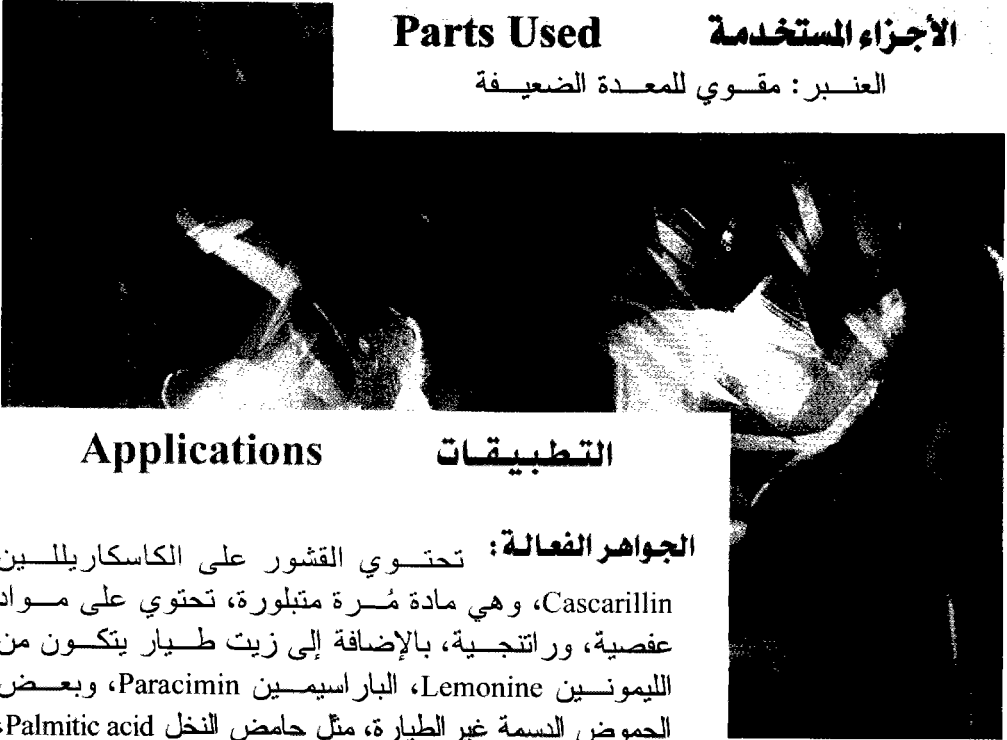 الأجزاء المستخدمة Parts Used
العنبر : مقوي للمعدة الضعيفة
التطبيقات Applications
الجواهر الفعالة : تحتوي القشور على الكاسكاريللين
Cascarillin، وهي مادة مُرة متبلورة، تحتوي على مواد
عفصية، وراتنجية، بالإضافة إلى زيت طيار يتكون من
الليمونين Lemonine، الباراسيمين Paracimin، وبعض
الحموض الدسمة غير الطيارة، مثل حامض النخل Palmitic acid،